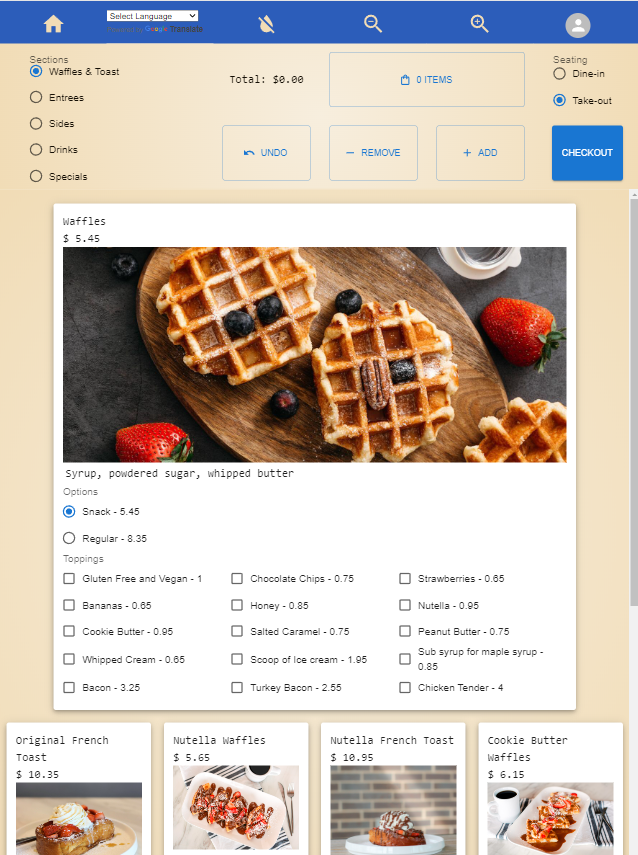 Select Language
Powered by Google Translate
Sections
Waffles & Toast
Entrees
Sides
Drinks
Specials
Total: $0.00
0 ITEMS
UNDO
REMOVE
ADD
Seating
Dine-in
Take-out
CHECKOUT
Waffles
$ 5.45
Syrup, powdered sugar, whipped butter
Options
Snack - 5.45
Regular - 8.35
Toppings
Gluten Free and Vegan - 1
Chocolate Chips - 0.75
Strawberries - 0.65
Bananas - 0.65
Honey - 0.85
Nutella - 0.95
Cookie Butter - 0.95
Salted Caramel - 0.75
Peanut Butter - 0.75
Whipped Cream - 0.65
Scoop of Ice cream - 1.95
Sub syrup for maple syrup -
0.85
Bacon - 3.25
Turkey Bacon - 2.55
Chicken Tender - 4
Original French
Toast
$ 10.35
Nutella Waffles
$ 5.65
Nutella French Toast
$ 10.95
Cookie Butter
Waffles
$ 6.15